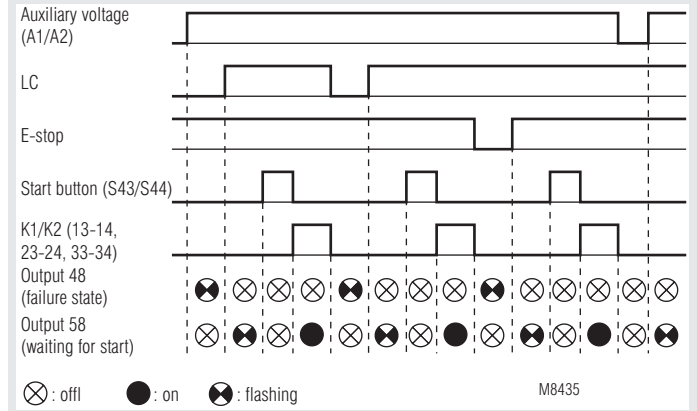 Auxiliary voltage
(A1/A2)
LC
E-stop
Start button (S43/S44)
K1/K2 (13-14,
23-24, 33-34)
Output 48
(failure state)
Output 58
(waiting for start)
: offl : on : flashing
M8435